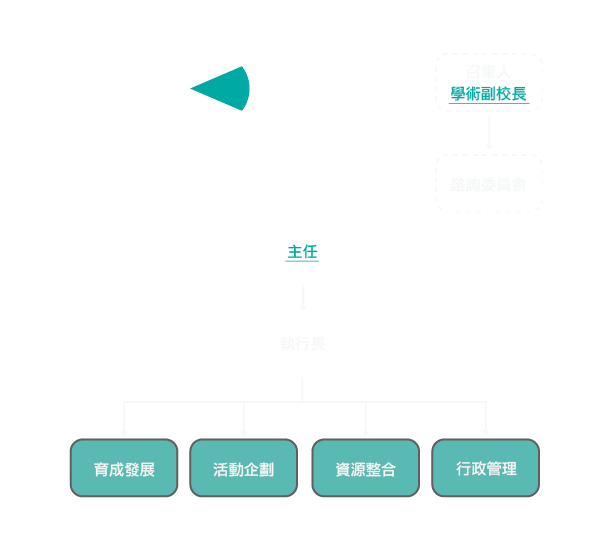 召集人
學術副校長
諮詢委員會
主任
執行長
育成發展
活動企劃
資源整合
行政管理